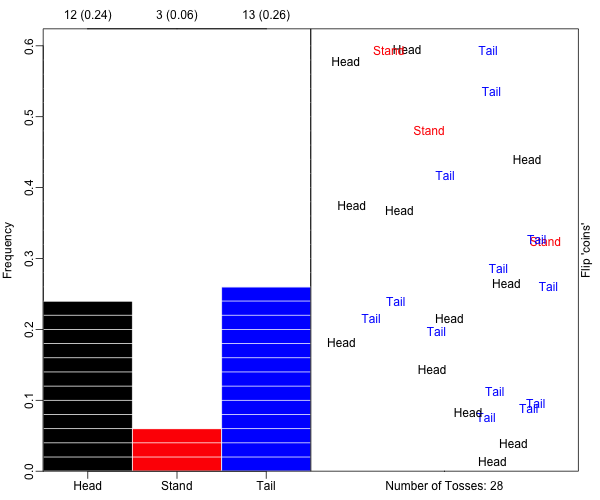 12 (0.24) 3 (0.06) 13 (0.26)
0.6
0.5
0.4
0.3
0.2
0.1
0.0
Frequency
Head Stand Tail
Stand Head Tail
Head
Tail
Stand
Head
Tail
Head
Head
Tail Stand
Tail
Head
Tail
Tail
Tail
Head
Tail
Head
Head
Tail
Tail
Tail
Head
Tail
Head
Head
Flip 'coins'
Number of Tosses: 28